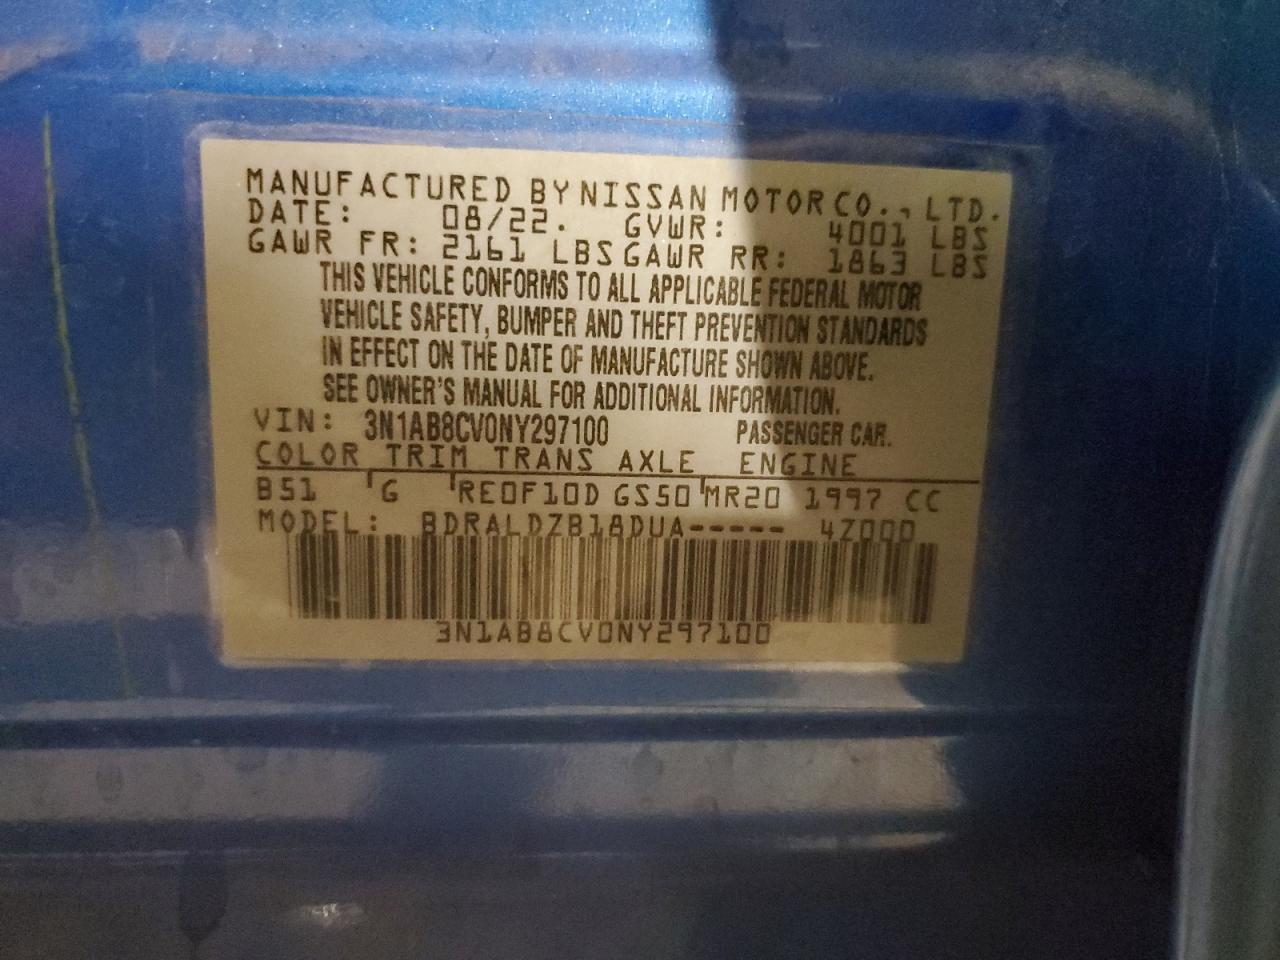 MANUFACTURED BY NISSAN MOTOR CO., LTD.
DATE: 08/22. GVWR: 4001 LBS
GAWR FR: 2161 LBS GAWR RR: 1863 LBS
THIS VEHICLE CONFORMS TO ALL APPLICABLE FEDERAL MOTOR
VEHICLE SAFETY, BUMPER AND THEFT PREVENTION STANDARDS
IN EFFECT ON THE DATE OF MANUFACTURE SHOWN ABOVE.
SEE OWNER'S MANUAL FOR ADDITIONAL INFORMATION.
VIN: 3N1AB8CV0NY297100 PASSENGER CAR.
COLOR TRIM TRANS AXLE ENGINE
B51 G RE0F10D GS50 MR20 1997 CC
MODEL: BDRALDZB18DUA----- 4Z000
3N1AB8CV0NY297100